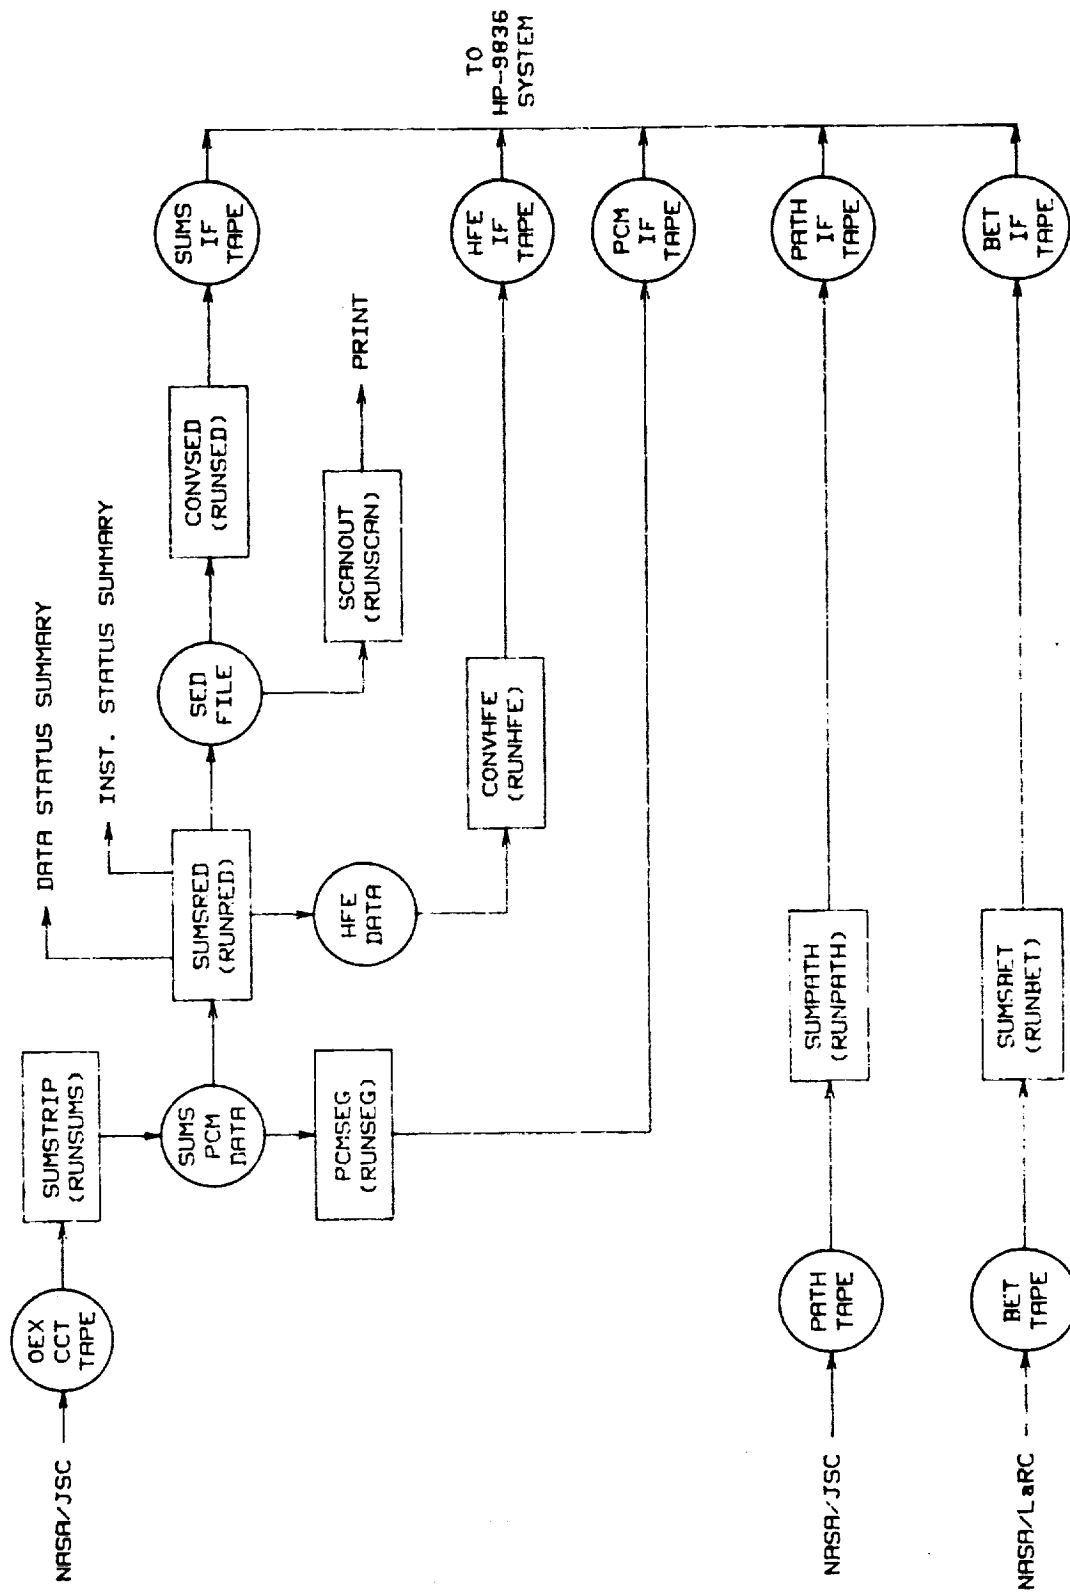 NASA/JSC
OEX
CCT
TAPE
SUMSTRIP
(RUNSUMS)
SUMS
PCM
DATA
PCMSEG
(RUNSEG)
SUMSRED
(RUNRED)
DATA STATUS SUMMARY
INST. STATUS SUMMARY
HFE
DATA
SED
FILE
CONVSED
(RUNSED)
SCANOUT
(RUNSCAN)
PRINT
CONVHFE
(RUNHFE)
SUMS
IF
TAPE
HFE
IF
TAPE
PCM
IF
TAPE
TO
HP-9836
SYSTEM
NASA/JSC
PATH
TAPE
SUMPATH
(RUNPATH)
PATH
IF
TAPE
NASA/LaRC
BET
TAPE
SUMSBET
(RUNBET)
BET
IF
TAPE